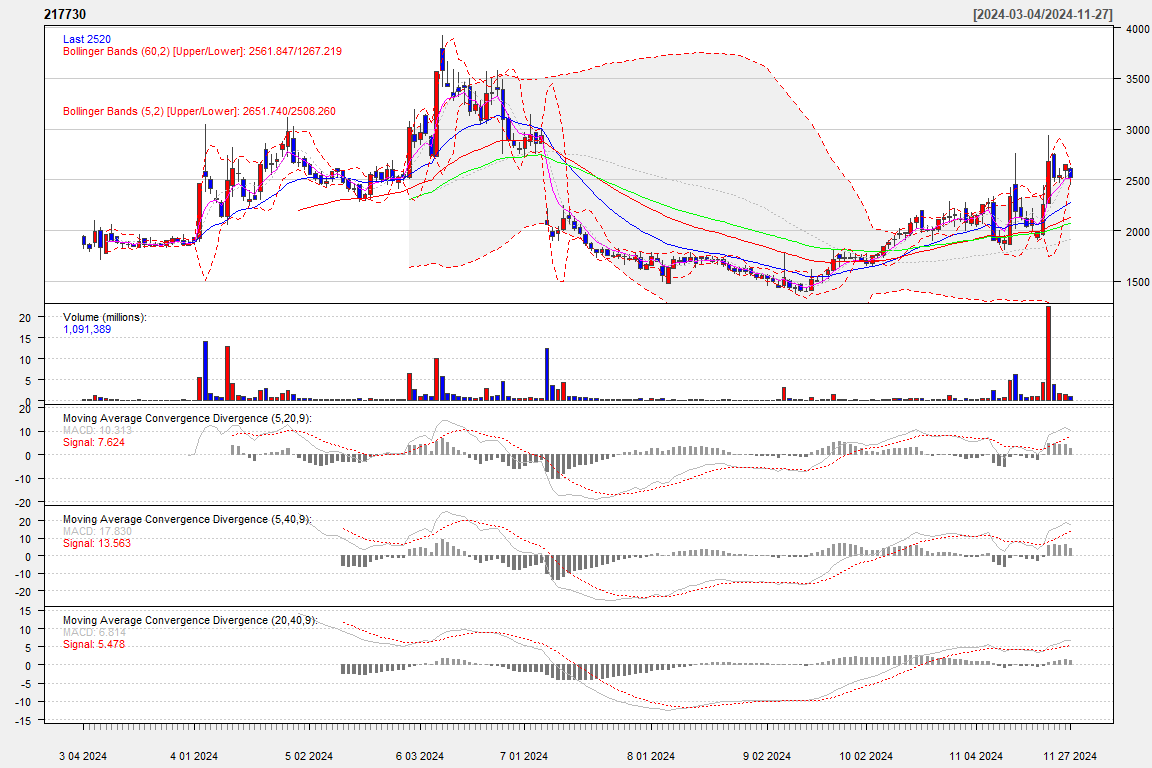 217730 [2024-03-04/2024-11-27]
Last 2520
Bollinger Bands (60,2) [Upper/Lower]: 2561.847/1267.219
Bollinger Bands (5,2) [Upper/Lower]: 2651.740/2508.260
4000
3500
3000
2500
2000
1500
Volume (millions):
1,091,389
20
15
10
5
0
Moving Average Convergence Divergence (5,20,9):
MACD: 10.313
Signal: 7.624
20
10
0
-10
-20
Moving Average Convergence Divergence (5,40,9):
MACD: 17.830
Signal: 13.563
20
10
0
-10
-20
Moving Average Convergence Divergence (20,40,9):
MACD: 6.814
Signal: 5.478
15
10
5
0
-5
-10
-15
3 04 2024 4 01 2024 5 02 2024 6 03 2024 7 01 2024 8 01 2024 9 02 2024 10 02 2024 11 04 2024 11 27 2024